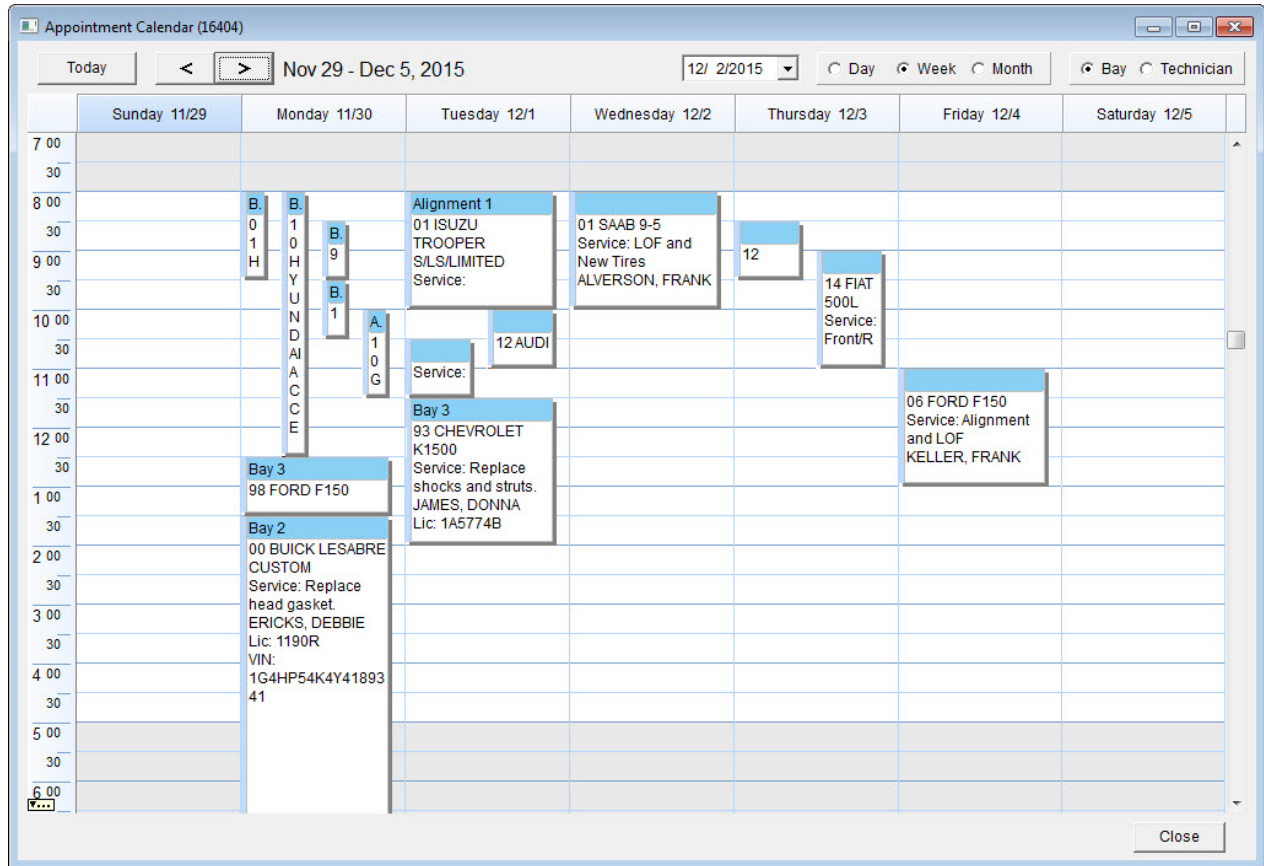 Appointment Calendar (16404)
Today < > Nov 29 - Dec 5, 2015 12/ 2/2015 Day Week Month Bay Technician
Sunday 11/29 Monday 11/30 Tuesday 12/1 Wednesday 12/2 Thursday 12/3 Friday 12/4 Saturday 12/5
7 00
30
8 00
30
9 00
30
10 00
30
11 00
30
12 00
30
1 00
30
2 00
30
3 00
30
4 00
30
5 00
30
6 00
B.
0
1
H
B.
1
0
H
Y
U
N
D
AI
A
C
C
E
B.
9
B.
1
A.
1
0
G
Bay 3
98 FORD F150
Bay 2
00 BUICK LESABRE
CUSTOM
Service: Replace
head gasket.
ERICKS, DEBBIE
Lic: 1190R
VIN:
1G4HP54K4Y41893
41
Alignment 1
01 ISUZU
TROOPER
S/LS/LIMITED
Service:
12 AUDI
Service:
Bay 3
93 CHEVROLET
K1500
Service: Replace
shocks and struts.
JAMES, DONNA
Lic: 1A5774B
01 SAAB 9-5
Service: LOF and
New Tires
ALVERSON, FRANK
12
14 FIAT
500L
Service:
Front/R
06 FORD F150
Service: Alignment
and LOF
KELLER, FRANK
Close